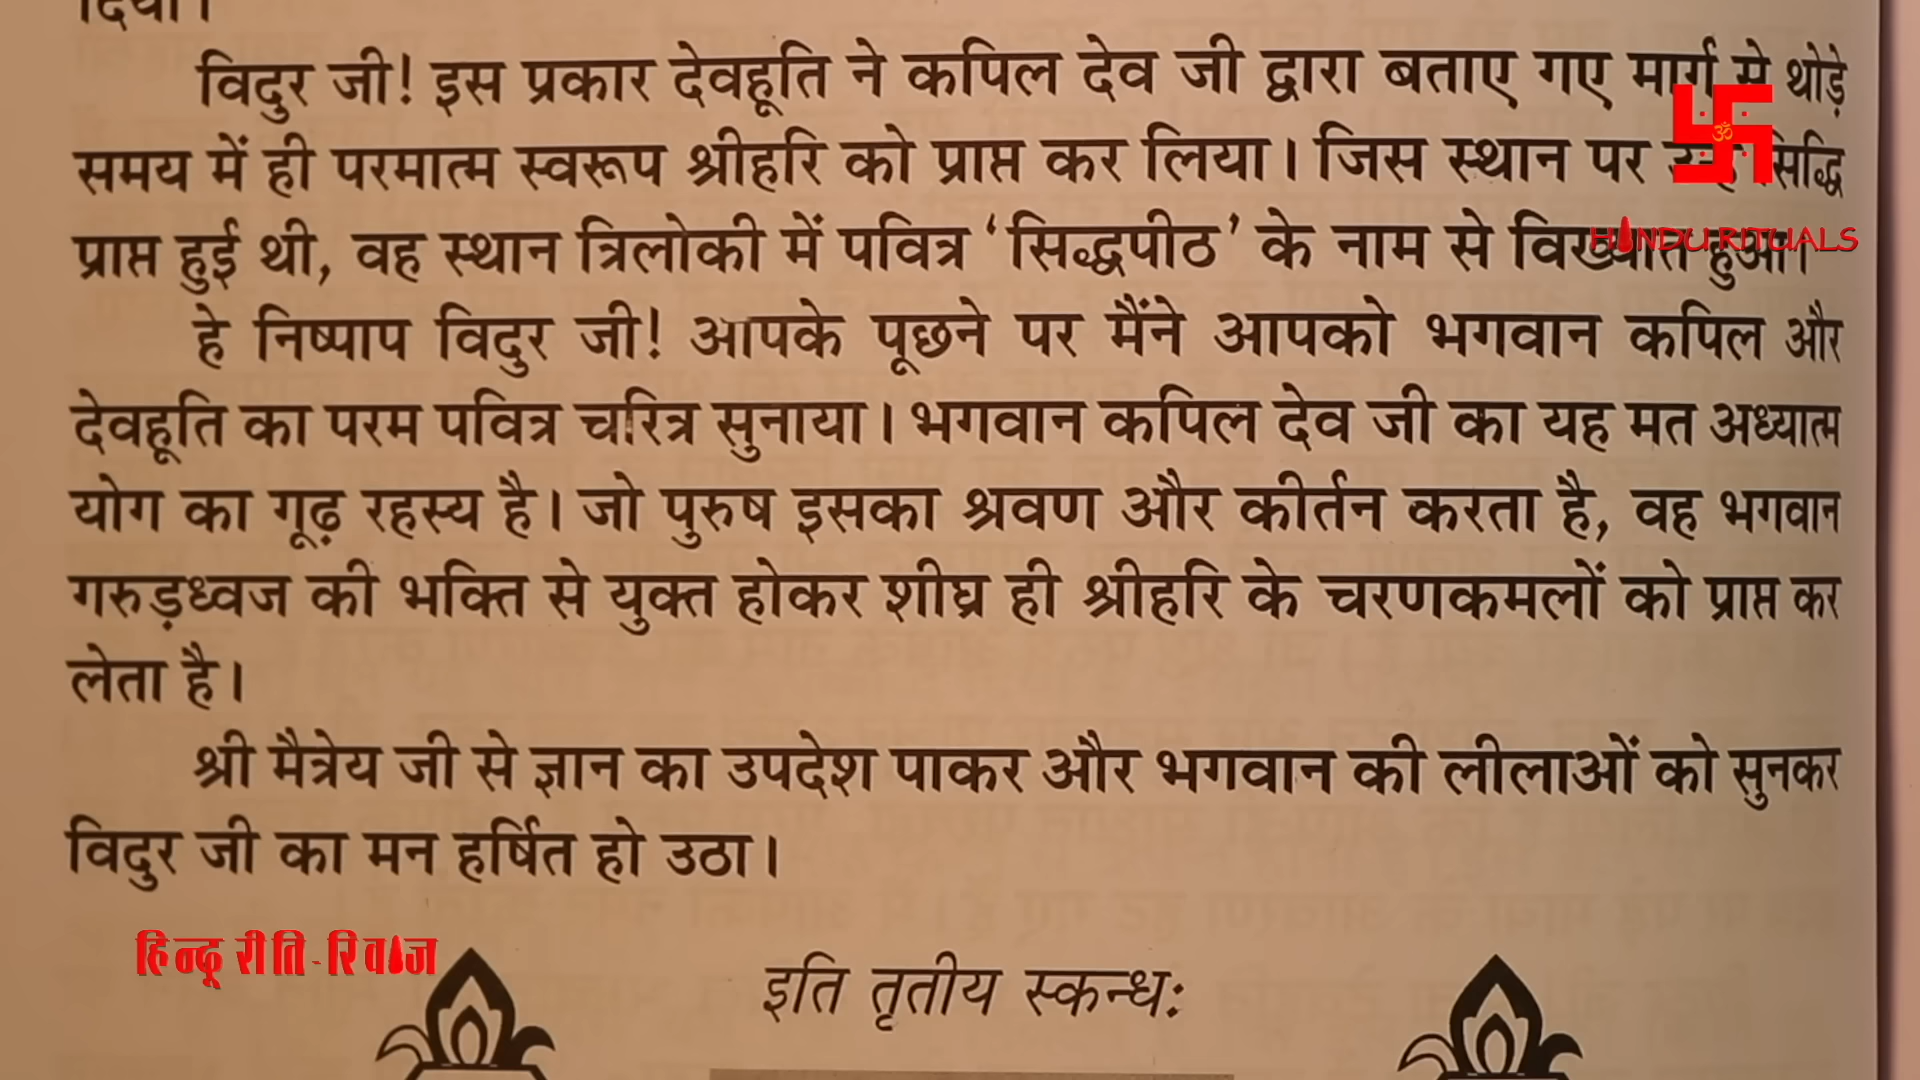 दिया।
विदुर जी! इस प्रकार देवहूति ने कपिल देव जी द्वारा बताए गए मार्ग से थोड़े
समय में ही परमात्म स्वरूप श्रीहरि को प्राप्त कर लिया। जिस स्थान पर सिद्धि
प्राप्त हुई थी, वह स्थान त्रिलोकी में पवित्र ‘सिद्धपीठ’ के नाम से विख्यात हुआ।
HINDU RITUALS
हे निष्पाप विदुर जी! आपके पूछने पर मैंने आपको भगवान कपिल और
देवहूति का परम पवित्र चरित्र सुनाया। भगवान कपिल देव जी का यह मत अध्यात्म
योग का गूढ़ रहस्य है। जो पुरुष इसका श्रवण और कीर्तन करता है, वह भगवान
गरुड़ध्वज की भक्ति से युक्त होकर शीघ्र ही श्रीहरि के चरणकमलों को प्राप्त कर
लेता है।
श्री मैत्रेय जी से ज्ञान का उपदेश पाकर और भगवान की लीलाओं को सुनकर
विदुर जी का मन हर्षित हो उठा।
हिन्दू रीति-रिवाज
इति तृतीय स्कन्धः